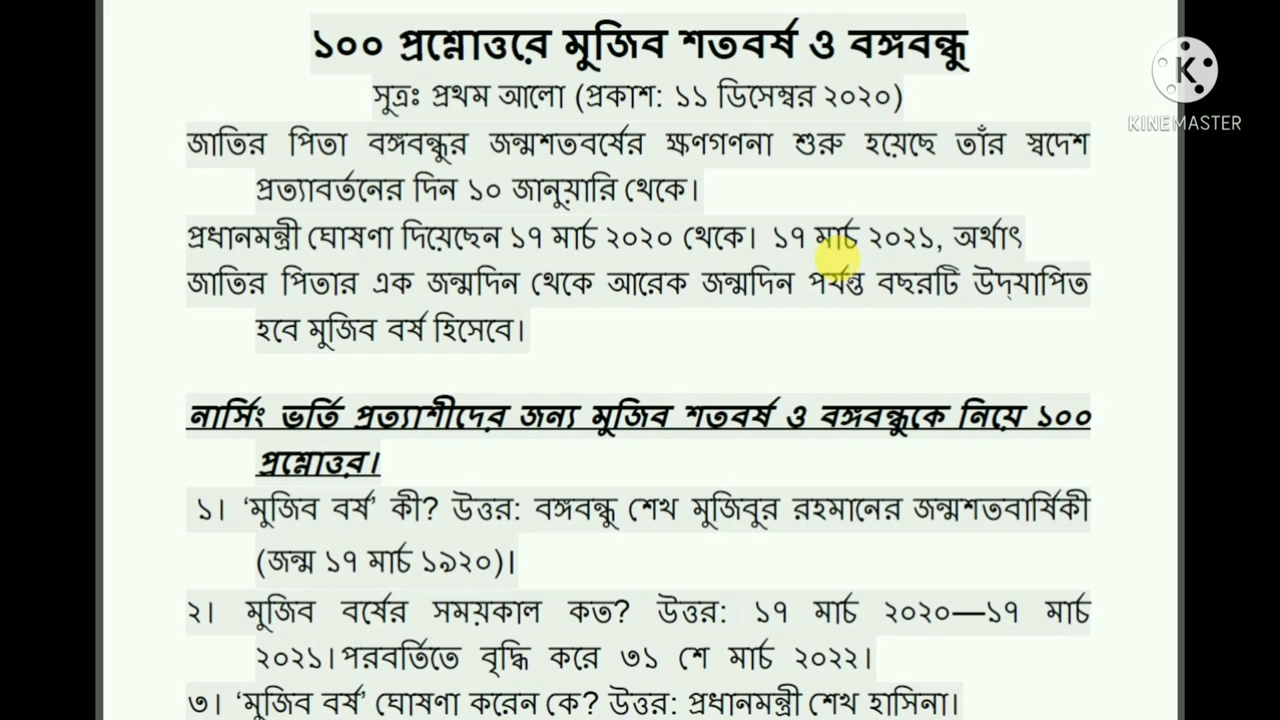 ১০০ প্রশ্নোত্তরে মুজিব শতবর্ষ ও বঙ্গবন্ধু
সুত্রঃ প্রথম আলো (প্রকাশ: ১১ ডিসেম্বর ২০২০)
জাতির পিতা বঙ্গবন্ধুর জন্মশতবর্ষের ক্ষণগণনা শুরু হয়েছে তাঁর স্বদেশ
প্রত্যাবর্তনের দিন ১০ জানুয়ারি থেকে।
প্রধানমন্ত্রী ঘোষণা দিয়েছেন ১৭ মার্চ ২০২০ থেকে। ১৭ মার্চ ২০২১, অর্থাৎ
জাতির পিতার এক জন্মদিন থেকে আরেক জন্মদিন পর্যন্ত বছরটি উদ্‌যাপিত
হবে মুজিব বর্ষ হিসেবে।
নার্সিং ভর্তি প্রত্যাশীদের জন্য মুজিব শতবর্ষ ও বঙ্গবন্ধুকে নিয়ে ১০০
প্রশ্নোত্তর।
১। ‘মুজিব বর্ষ’ কী? উত্তর: বঙ্গবন্ধু শেখ মুজিবুর রহমানের জন্মশতবার্ষিকী
(জন্ম ১৭ মার্চ ১৯২০)।
২। মুজিব বর্ষের সময়কাল কত? উত্তর: ১৭ মার্চ ২০২০—১৭ মার্চ
২০২১।পরবর্তিতে বৃদ্ধি করে ৩১ শে মার্চ ২০২২।
৩। ‘মুজিব বর্ষ’ ঘোষণা করেন কে? উত্তর: প্রধানমন্ত্রী শেখ হাসিনা।
K
KINEMASTER